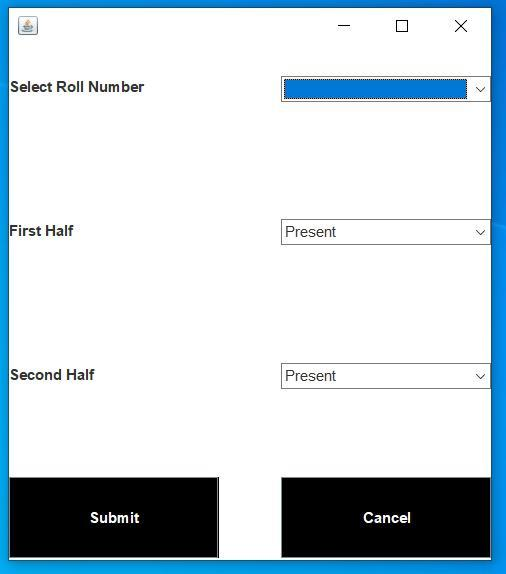 Select Roll Number
First Half
Present
Second Half
Present
Submit
Cancel